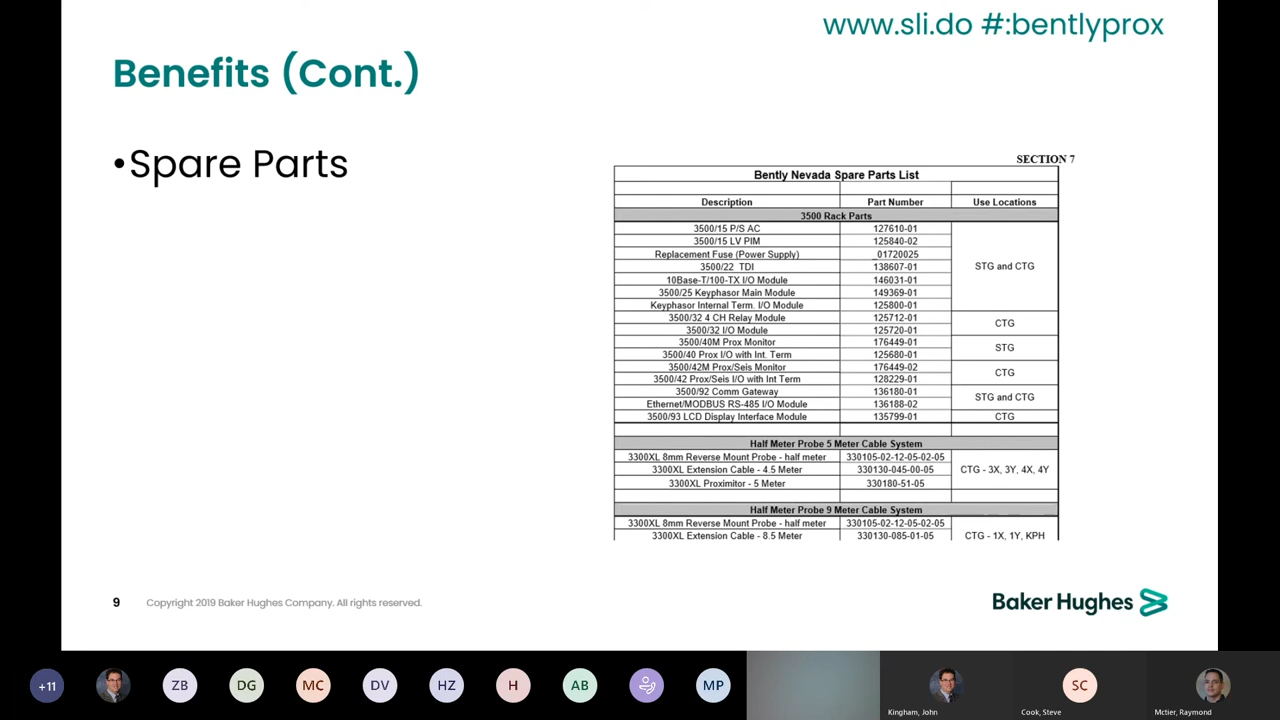 www.sli.do #:bentlyprox
Benefits (Cont.)
•Spare Parts
SECTION 7
Bently Nevada Spare Parts List
Description Part Number Use Locations
3500 Rack Parts
3500/15 P/S AC 127610-01
3500/15 LV PIM 125840-02
Replacement Fuse (Power Supply) _01720025
3500/22 TDI 138607-01 STG and CTG
10Base-T/100-TX I/O Module 146031-01
3500/25 Keyphasor Main Module 149369-01
Keyphasor Internal Term. I/O Module 125800-01
3500/32 4 CH Relay Module 125712-01 CTG
3500/32 I/O Module 125720-01
3500/40M Prox Monitor 176449-01 STG
3500/40 Prox I/O with Int. Term 125680-01
3500/42M Prox/Seis Monitor 176449-02 CTG
3500/42 Prox/Seis I/O with Int Term 128229-01
3500/92 Comm Gateway 136180-01 STG and CTG
Ethernet/MODBUS RS-485 I/O Module 136188-02
3500/93 LCD Display Interface Module 135799-01 CTG
Half Meter Probe 5 Meter Cable System
3300XL 8mm Reverse Mount Probe - half meter 330105-02-12-05-02-05
3300XL Extension Cable - 4.5 Meter 330130-045-00-05 CTG - 3X, 3Y, 4X, 4Y
3300XL Proximitor - 5 Meter 330180-51-05
Half Meter Probe 9 Meter Cable System
3300XL 8mm Reverse Mount Probe - half meter 330105-02-12-05-02-05
3300XL Extension Cable - 8.5 Meter 330130-085-01-05 CTG - 1X, 1Y, KPH
9 Copyright 2019 Baker Hughes Company. All rights reserved.
Baker Hughes
+11 ZB DG MC DV HZ H AB MP SC
Kingham, John Cook, Steve Mctier, Raymond